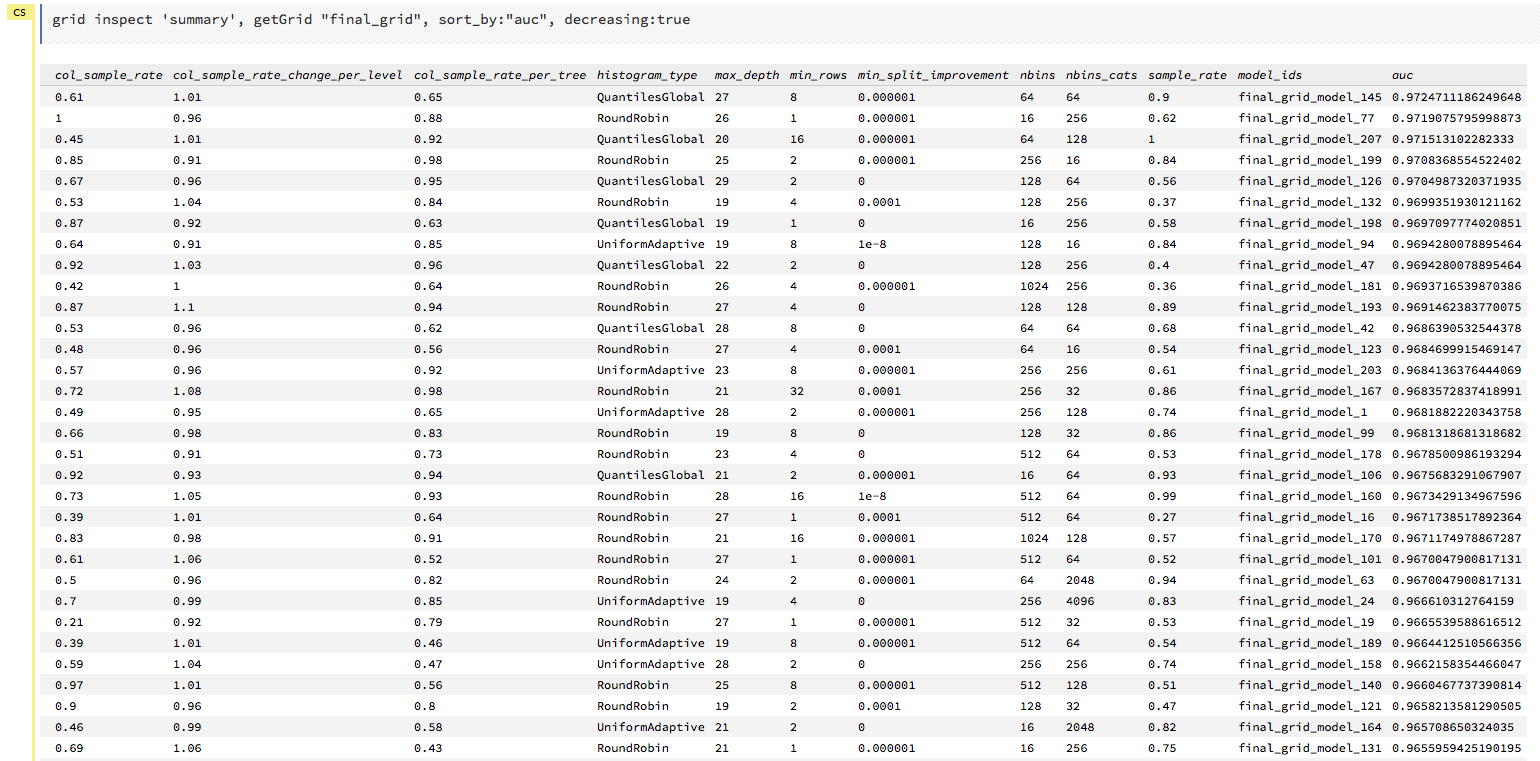 CS
grid inspect 'summary', getGrid "final_grid", sort_by:"auc", decreasing:true
col_sample_rate col_sample_rate_change_per_level col_sample_rate_per_tree histogram_type max_depth min_rows min_split_improvement nbins nbins_cats sample_rate model_ids auc
0.61 1.01 0.65 QuantilesGlobal 27 8 0.000001 64 64 0.9 final_grid_model_145 0.9724711186249648
1 0.96 0.88 RoundRobin 26 1 0.000001 16 256 0.62 final_grid_model_77 0.9719075795998873
0.45 1.01 0.92 QuantilesGlobal 20 16 0.000001 64 128 1 final_grid_model_207 0.971513102282333
0.85 0.91 0.98 RoundRobin 25 2 0.000001 256 16 0.84 final_grid_model_199 0.9708368554522402
0.67 0.96 0.95 QuantilesGlobal 29 2 0 128 64 0.56 final_grid_model_126 0.9704987320371935
0.53 1.04 0.84 RoundRobin 19 4 0.0001 128 256 0.37 final_grid_model_132 0.9699351930121162
0.87 0.92 0.63 QuantilesGlobal 19 1 0 16 256 0.58 final_grid_model_198 0.9697097774020851
0.64 0.91 0.85 UniformAdaptive 19 8 1e-8 128 16 0.84 final_grid_model_94 0.9694280078895464
0.92 1.03 0.96 QuantilesGlobal 22 2 0 128 256 0.4 final_grid_model_47 0.9694280078895464
0.42 1 0.64 RoundRobin 26 4 0.000001 1024 256 0.36 final_grid_model_181 0.9693716539870386
0.87 1.1 0.94 RoundRobin 27 4 0 128 128 0.89 final_grid_model_193 0.9691462383770075
0.53 0.96 0.62 QuantilesGlobal 28 8 0 64 64 0.68 final_grid_model_42 0.9686390532544378
0.48 0.96 0.56 RoundRobin 27 4 0.0001 64 16 0.54 final_grid_model_123 0.9684699915469147
0.57 0.96 0.92 UniformAdaptive 23 8 0.000001 256 256 0.61 final_grid_model_203 0.9684136376444069
0.72 1.08 0.98 RoundRobin 21 32 0.0001 256 32 0.86 final_grid_model_167 0.9683572837418991
0.49 0.95 0.65 UniformAdaptive 28 2 0.000001 256 128 0.74 final_grid_model_1 0.9681882220343758
0.66 0.98 0.83 RoundRobin 19 8 0 128 32 0.86 final_grid_model_99 0.9681318681318682
0.51 0.91 0.73 RoundRobin 23 4 0 512 64 0.53 final_grid_model_178 0.9678500986193294
0.92 0.93 0.94 QuantilesGlobal 21 2 0.000001 16 64 0.93 final_grid_model_106 0.9675683291067907
0.73 1.05 0.93 RoundRobin 28 16 1e-8 512 64 0.99 final_grid_model_160 0.9673429134967596
0.39 1.01 0.64 RoundRobin 27 1 0.0001 512 64 0.27 final_grid_model_16 0.9671738517892364
0.83 0.98 0.91 RoundRobin 21 16 0.000001 1024 128 0.57 final_grid_model_170 0.9671174978867287
0.61 1.06 0.52 RoundRobin 27 1 0.000001 512 64 0.52 final_grid_model_101 0.9670047900817131
0.5 0.96 0.82 RoundRobin 24 2 0.000001 64 2048 0.94 final_grid_model_63 0.9670047900817131
0.7 0.99 0.85 UniformAdaptive 19 4 0 256 4096 0.83 final_grid_model_24 0.966610312764159
0.21 0.92 0.79 RoundRobin 27 1 0.000001 512 32 0.53 final_grid_model_19 0.9665539588616512
0.39 1.01 0.46 UniformAdaptive 19 8 0.000001 512 64 0.54 final_grid_model_189 0.9664412510566356
0.59 1.04 0.47 UniformAdaptive 28 2 0 256 256 0.74 final_grid_model_158 0.9662158354466047
0.97 1.01 0.56 RoundRobin 25 8 0.000001 512 128 0.51 final_grid_model_140 0.9660467737390814
0.9 0.96 0.8 RoundRobin 19 2 0.0001 128 32 0.47 final_grid_model_121 0.9658213581290505
0.46 0.99 0.58 UniformAdaptive 21 2 0 16 2048 0.82 final_grid_model_164 0.965708650324035
0.69 1.06 0.43 RoundRobin 21 1 0.000001 16 256 0.75 final_grid_model_131 0.9655959425190195